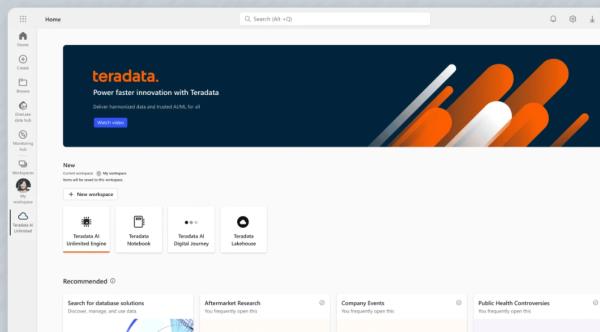 Home
Search (Alt +Q)
Home
Create
Browse
OneLake
data hub
Monitoring
hub
Workspaces
My
workspace
Teradata AI
Unlimited
teradata.
Power faster innovation with Teradata
Deliver harmonized data and trusted AI/ML for all
Watch video
New
Current workspace: My workspace
Items will be saved to this workspace.
+ New workspace
Teradata AI
Unlimited Engine
Teradata
Notebook
Teradata AI
Digital Journey
Teradata
Lakehouse
Recommended
Search for database solutions
Discover, manage, and use data
Aftermarket Research
You frequently open this
Company Events
You frequently open this
Public Health Controversies
You frequently open this